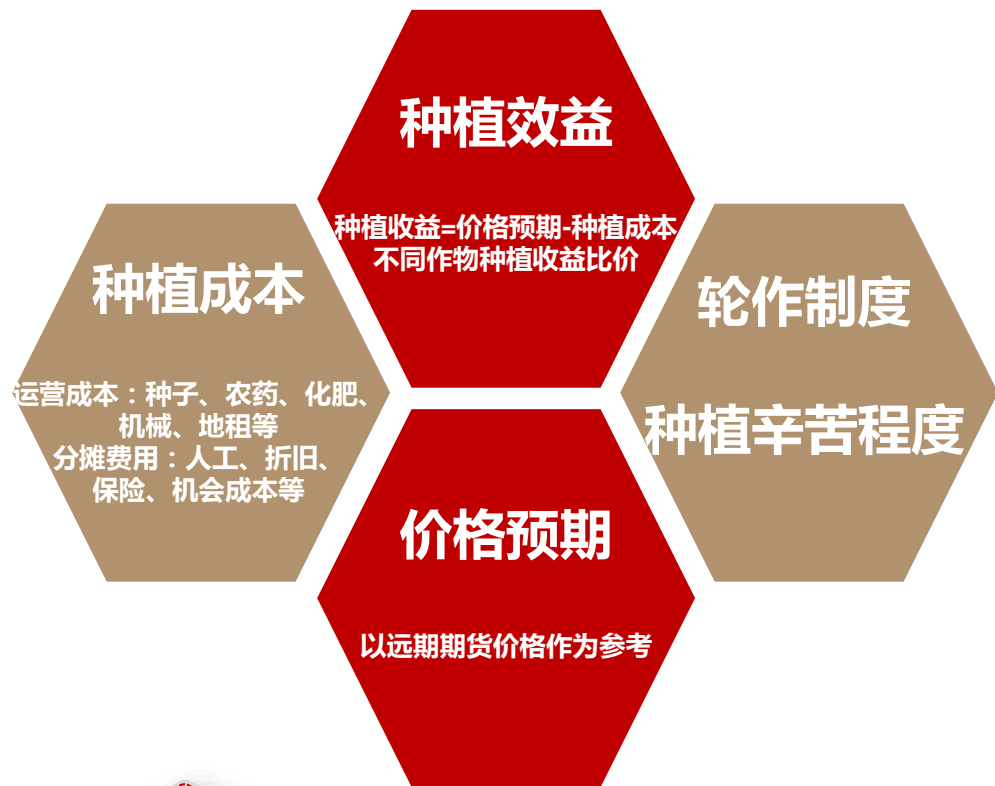 种植效益
种植收益=价格预期-种植成本
不同作物种植收益比价
种植成本
运营成本：种子、农药、化肥、
机械、地租等
分摊费用：人工、折旧、
保险、机会成本等
轮作制度
种植辛苦程度
价格预期
以远期期货价格作为参考